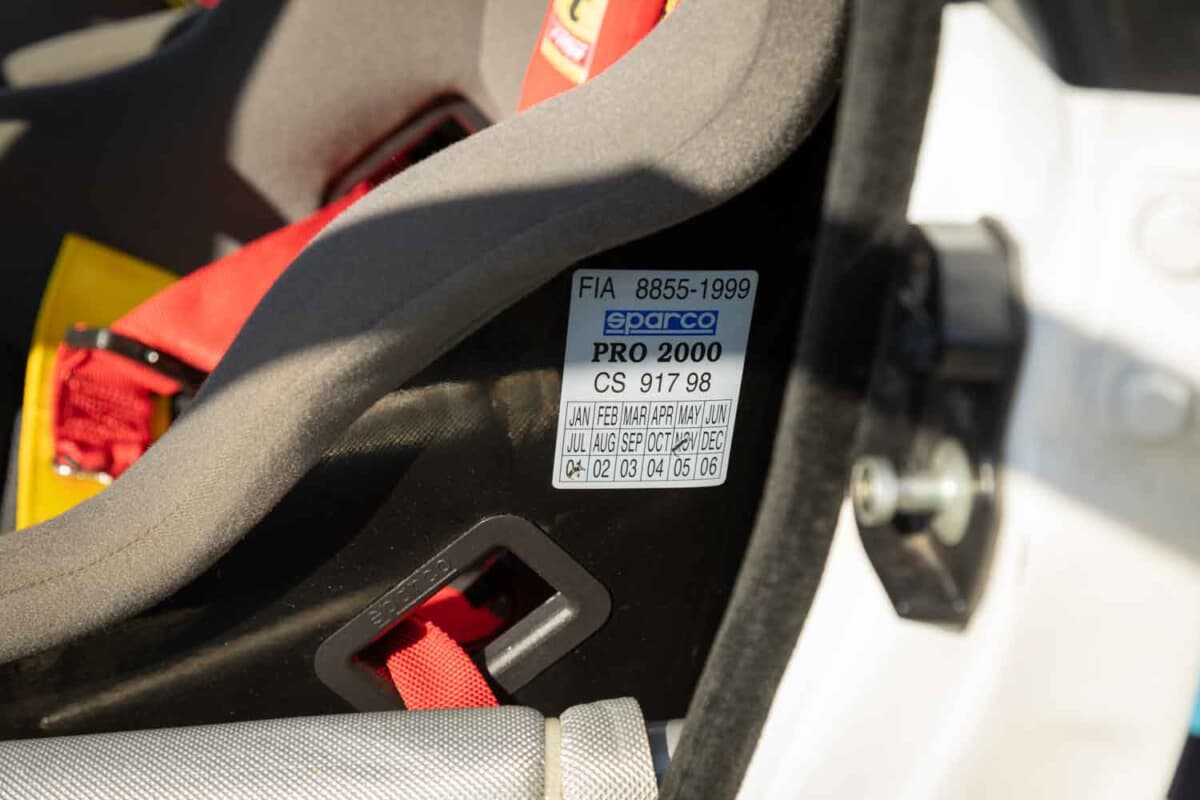 FIA 8855-1999
sparco
PRO 2000
CS 917 98
JAN FEB MAR APR MAY JUN
JUL AUG SEP OCT NOV DEC
01 02 03 04 05 06
sparco